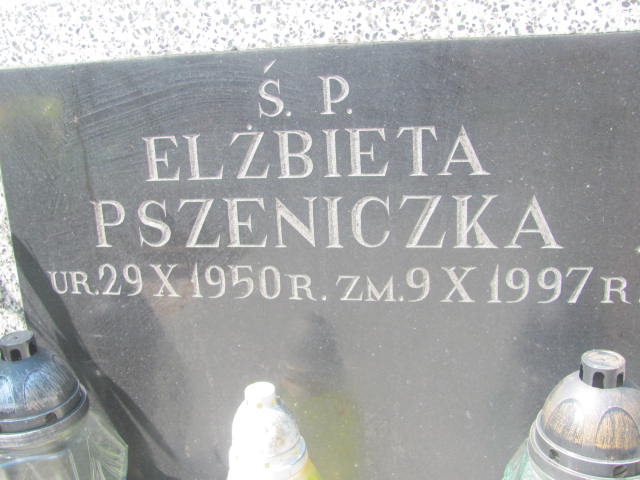 Ś. P.
ELŻBIETA
PSZENICZKA
UR.29 X 1950 R. ZM.9 X 1997 R